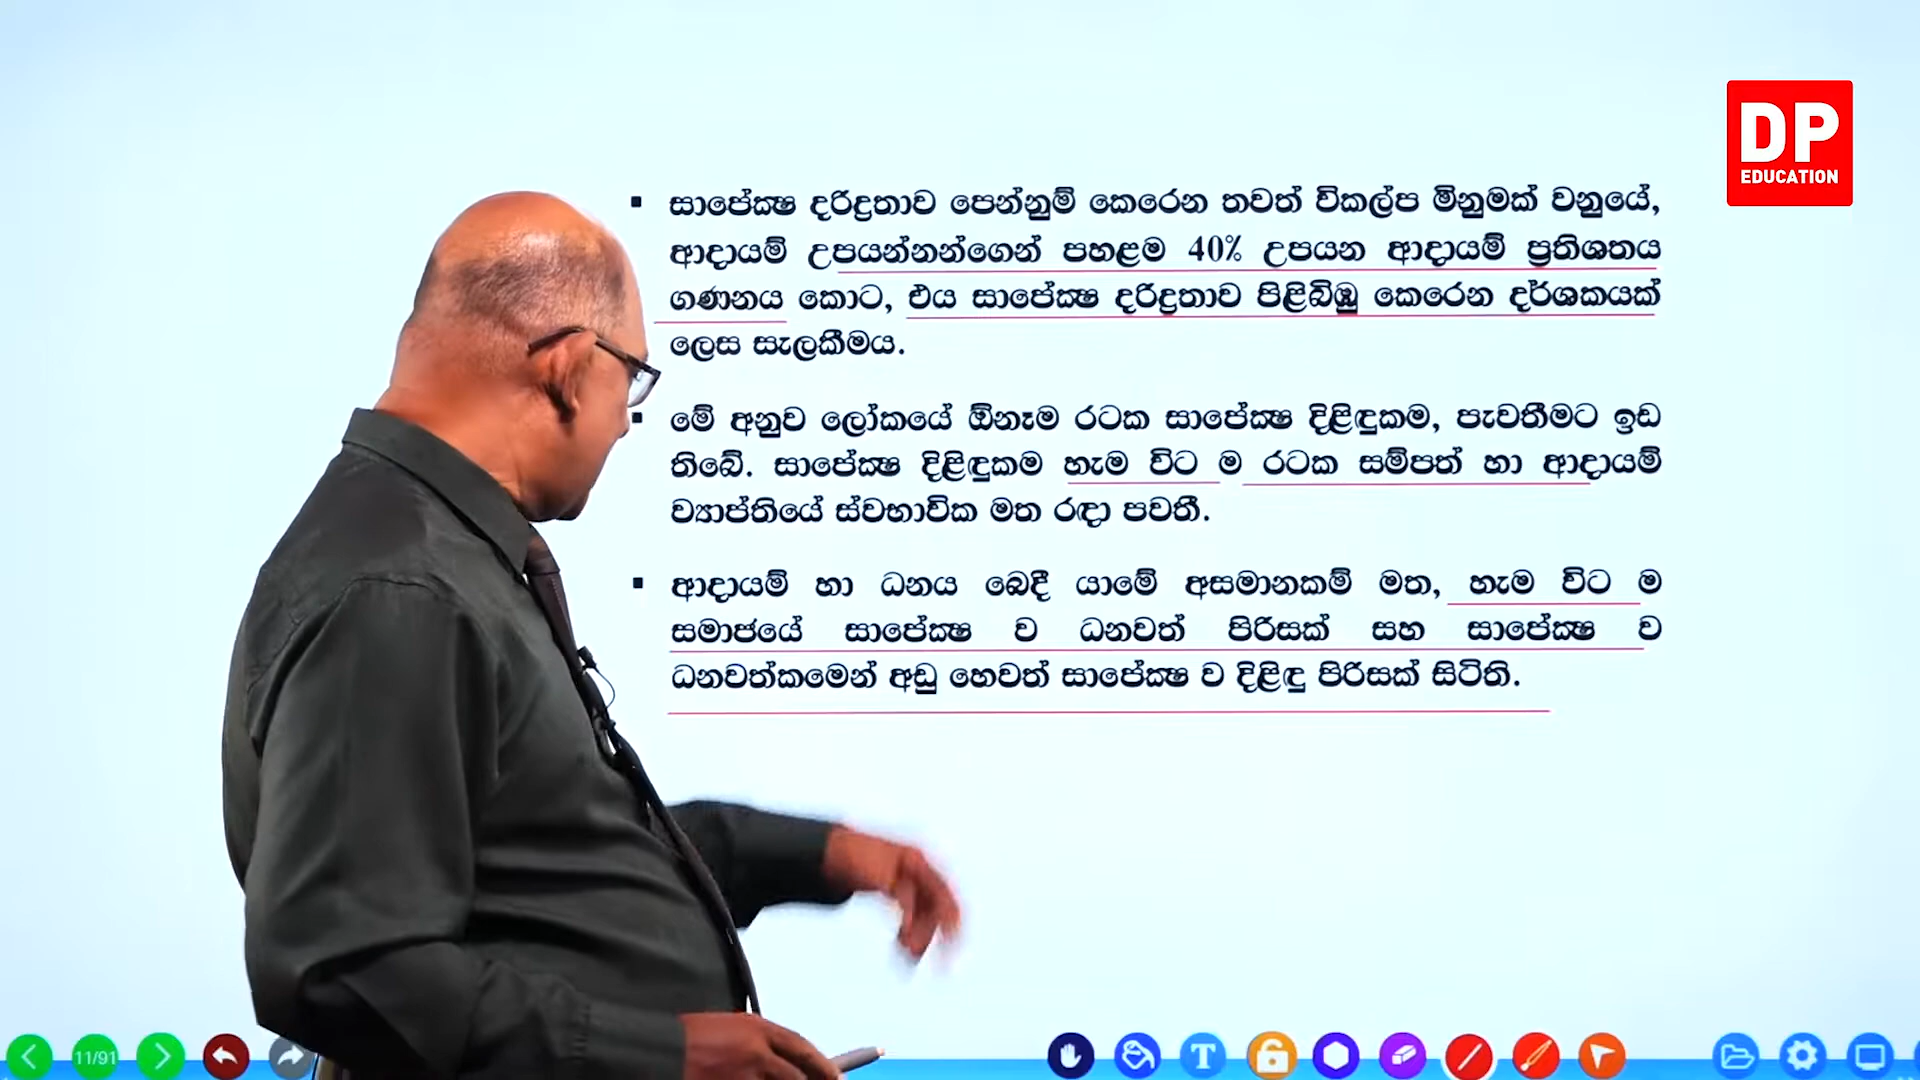 DP
EDUCATION
▪ සාපේක්ෂ දරිද්‍රතාව පෙන්නුම් කෙරෙන තවත් විකල්ප මිනුමක් වනුයේ,
ආදායම් උපයන්නන්ගෙන් පහළම 40% උපයන ආදායම් ප්‍රතිශතය
ගණනය කොට, එය සාපේක්ෂ දරිද්‍රතාව පිළිබිඹු කෙරෙන දර්ශකයක්
ලෙස සැලකීමය.
▪ මේ අනුව ලෝකයේ ඕනෑම රටක සාපේක්ෂ දිළිඳුකම, පැවතීමට ඉඩ
තිබේ. සාපේක්ෂ දිළිඳුකම හැම විට ම රටක සම්පත් හා ආදායම්
ව්‍යාප්තියේ ස්වභාවික මත රඳා පවතී.
▪ ආදායම් හා ධනය බෙදී යාමේ අසමානකම් මත, හැම විට ම
සමාජයේ සාපේක්ෂ ව ධනවත් පිරිසක් සහ සාපේක්ෂ ව
ධනවත්කමෙන් අඩු හෙවත් සාපේක්ෂ ව දිළිඳු පිරිසක් සිටිති.
11/91
T